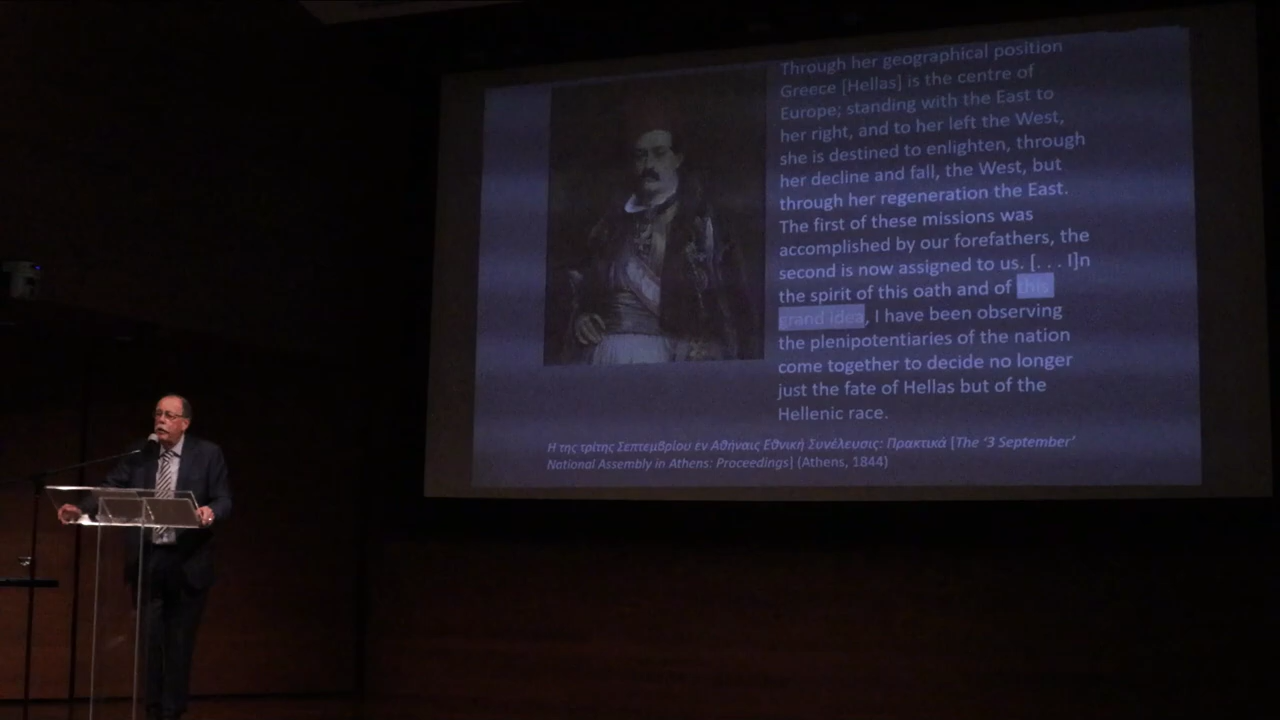 Through her geographical position
Greece [Hellas] is the centre of
Europe; standing with the East to
her right, and to her left the West,
she is destined to enlighten, through
her decline and fall, the West, but
through her regeneration the East.
The first of these missions was
accomplished by our forefathers, the
second is now assigned to us. [. . . I]n
the spirit of this oath and of this
grand idea, I have been observing
the plenipotentiaries of the nation
come together to decide no longer
just the fate of Hellas but of the
Hellenic race.
Η της τρίτης Σεπτεμβρίου εν Αθήναις Εθνική Συνέλευσις: Πρακτικά [The ‘3 September’
National Assembly in Athens: Proceedings] (Athens, 1844)